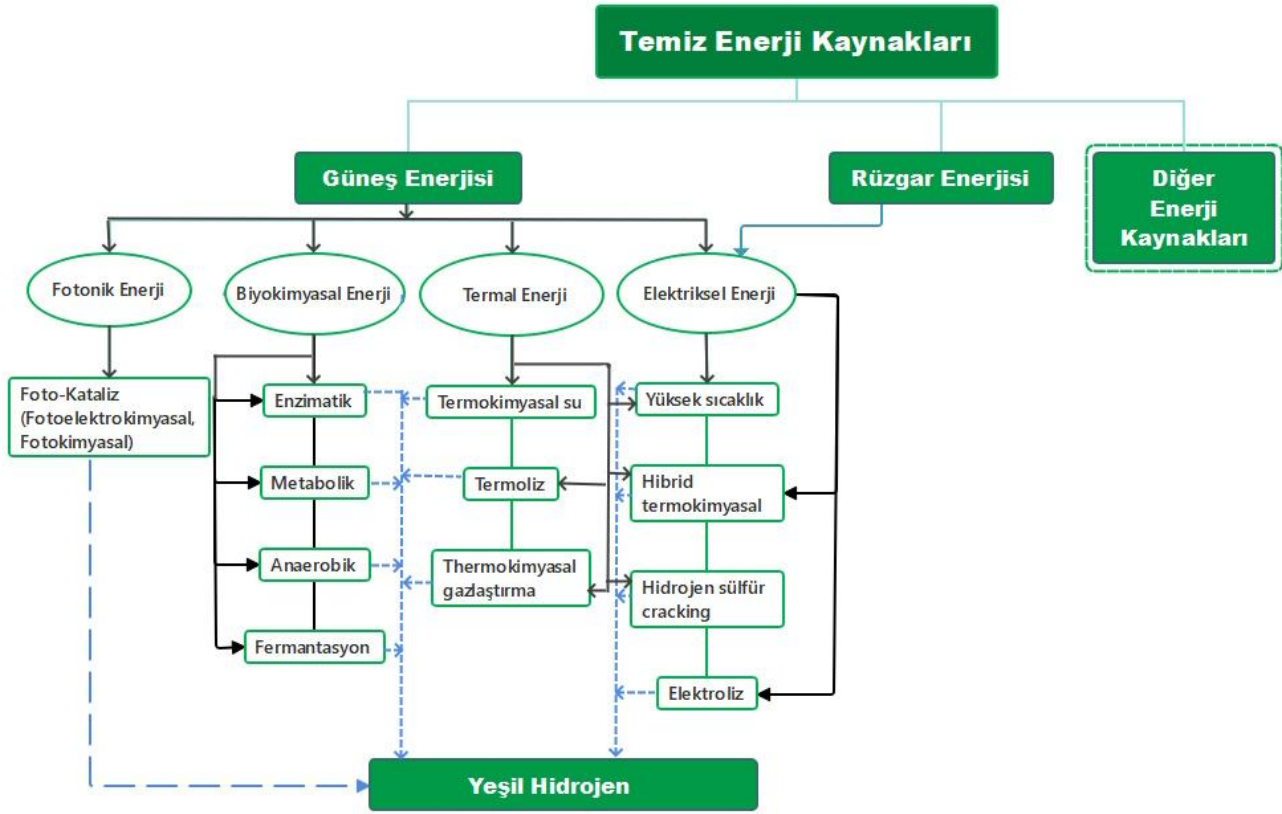 Temiz Enerji Kaynakları
Güneş Enerjisi
Rüzgar Enerjisi
Diğer
Enerji
Kaynakları
Fotonik Enerji
Biyokimyasal Enerji
Termal Enerji
Elektriksel Enerji
Foto-Kataliz
(Fotoelektrokimyasal,
Fotokimyasal)
Enzimatik
Termokimyasal su
Yüksek sıcaklık
Metabolik
Termoliz
Hibrid
termokimyasal
Anaerobik
Thermokimyasal
gazlaştırma
Hidrojen sülfür
cracking
Fermantasyon
Elektroliz
Yeşil Hidrojen